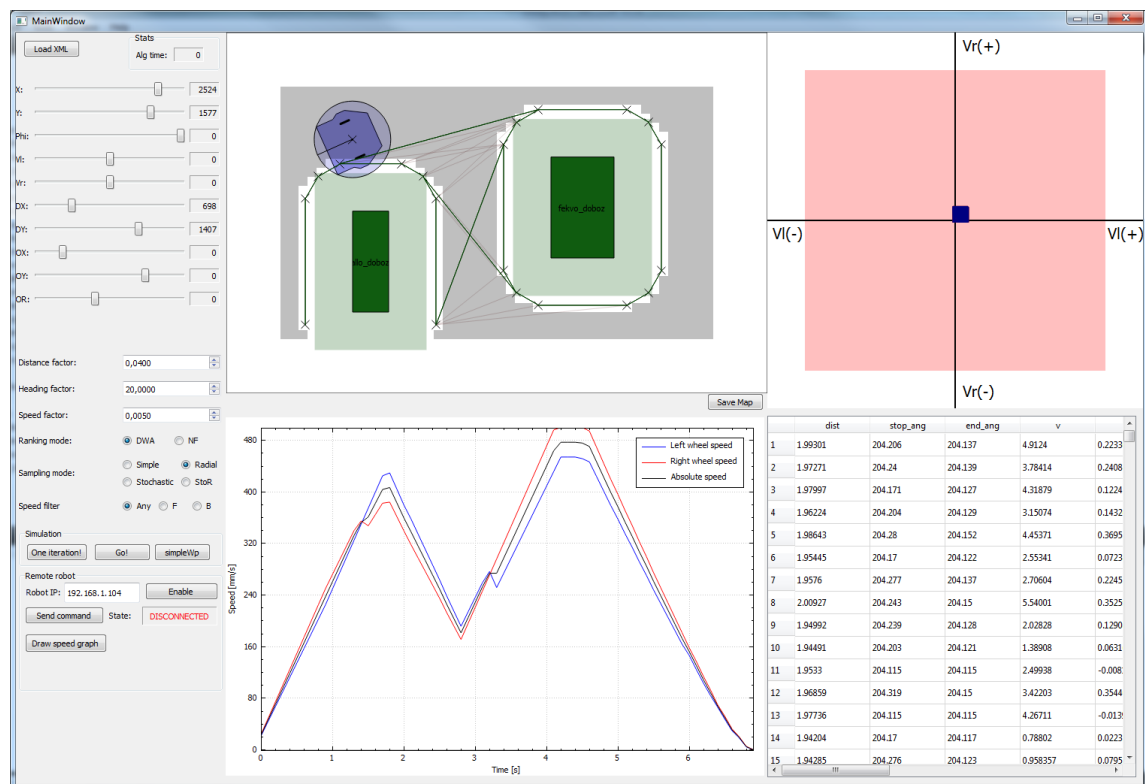 MainWindow
Load XML
Stats
Alg time: 0
X: 2524
Y: 1577
Phi: 0
Vl: 0
Vr: 0
DX: 698
DY: 1407
OX: 0
OY: 0
OR: 0
Distance factor: 0,0400
Heading factor: 20,0000
Speed factor: 0,0050
Ranking mode: DWA NF
Sampling mode: Simple Radial
Stochastic StoR
Speed filter Any F B
Simulation
One iteration! Go! simpleWp
Remote robot
Robot IP: 192.168.1.104 Enable
Send command State: DISCONNECTED
Draw speed graph
fekvo_doboz
allo_doboz
Save Map
Vr(+)
Vl(-) Vl(+)
Vr(-)
Speed [mm/s]
480
400
320
240
160
80
0
0 1 2 3 4 5 6
Time [s]
Left wheel speed
Right wheel speed
Absolute speed
dist stop_ang end_ang v
1 1.99301 204.206 204.137 4.9124 0.2233
2 1.97271 204.24 204.139 3.78414 0.2408
3 1.97997 204.171 204.127 4.31879 0.1224
4 1.96224 204.204 204.129 3.15074 0.1432
5 1.98643 204.28 204.152 4.45371 0.3695
6 1.95445 204.17 204.122 2.55341 0.0723
7 1.9576 204.277 204.137 2.70604 0.2245
8 2.00927 204.243 204.15 5.54001 0.3525
9 1.94992 204.239 204.128 2.02828 0.1290
10 1.94491 204.203 204.121 1.38908 0.0631
11 1.9533 204.115 204.115 2.49938 -0.008
12 1.96859 204.319 204.15 3.42203 0.3544
13 1.97736 204.115 204.115 4.26711 -0.013
14 1.94204 204.17 204.117 0.78802 0.0223
15 1.94285 204.276 204.123 0.958357 0.0795